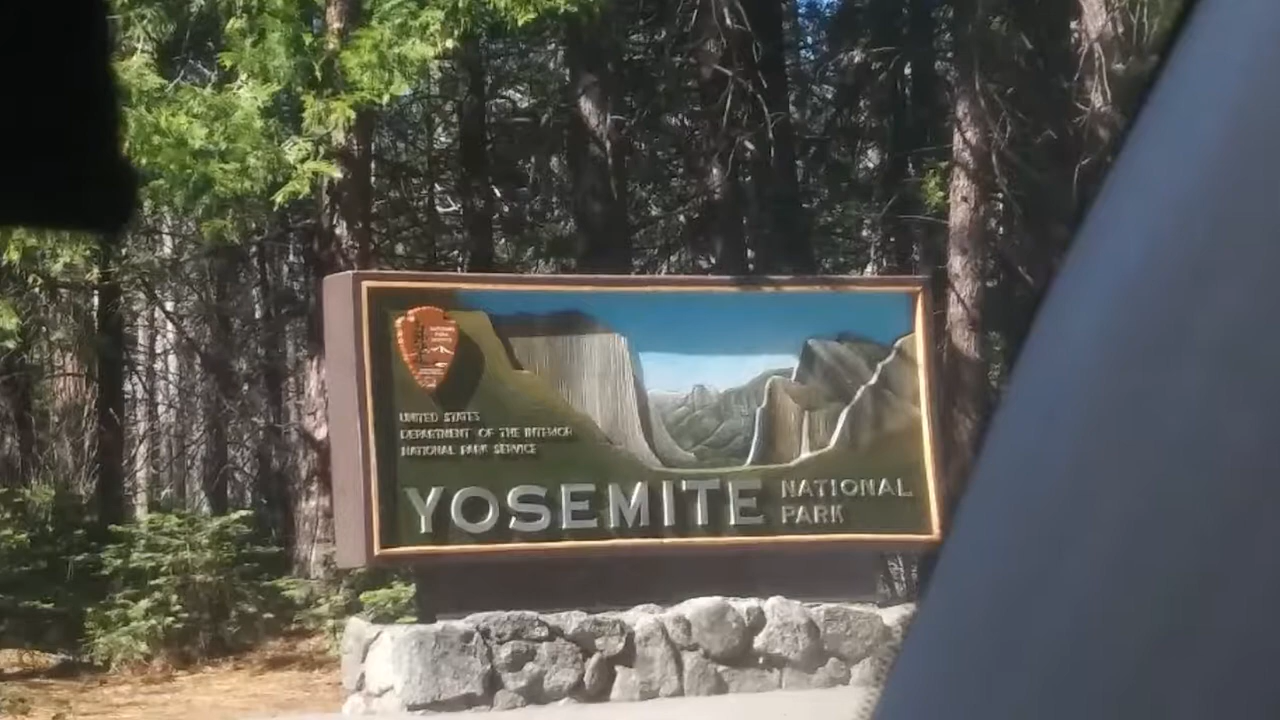 UNITED STATES
DEPARTMENT OF THE INTERIOR
NATIONAL PARK SERVICE
YOSEMITE NATIONAL
PARK